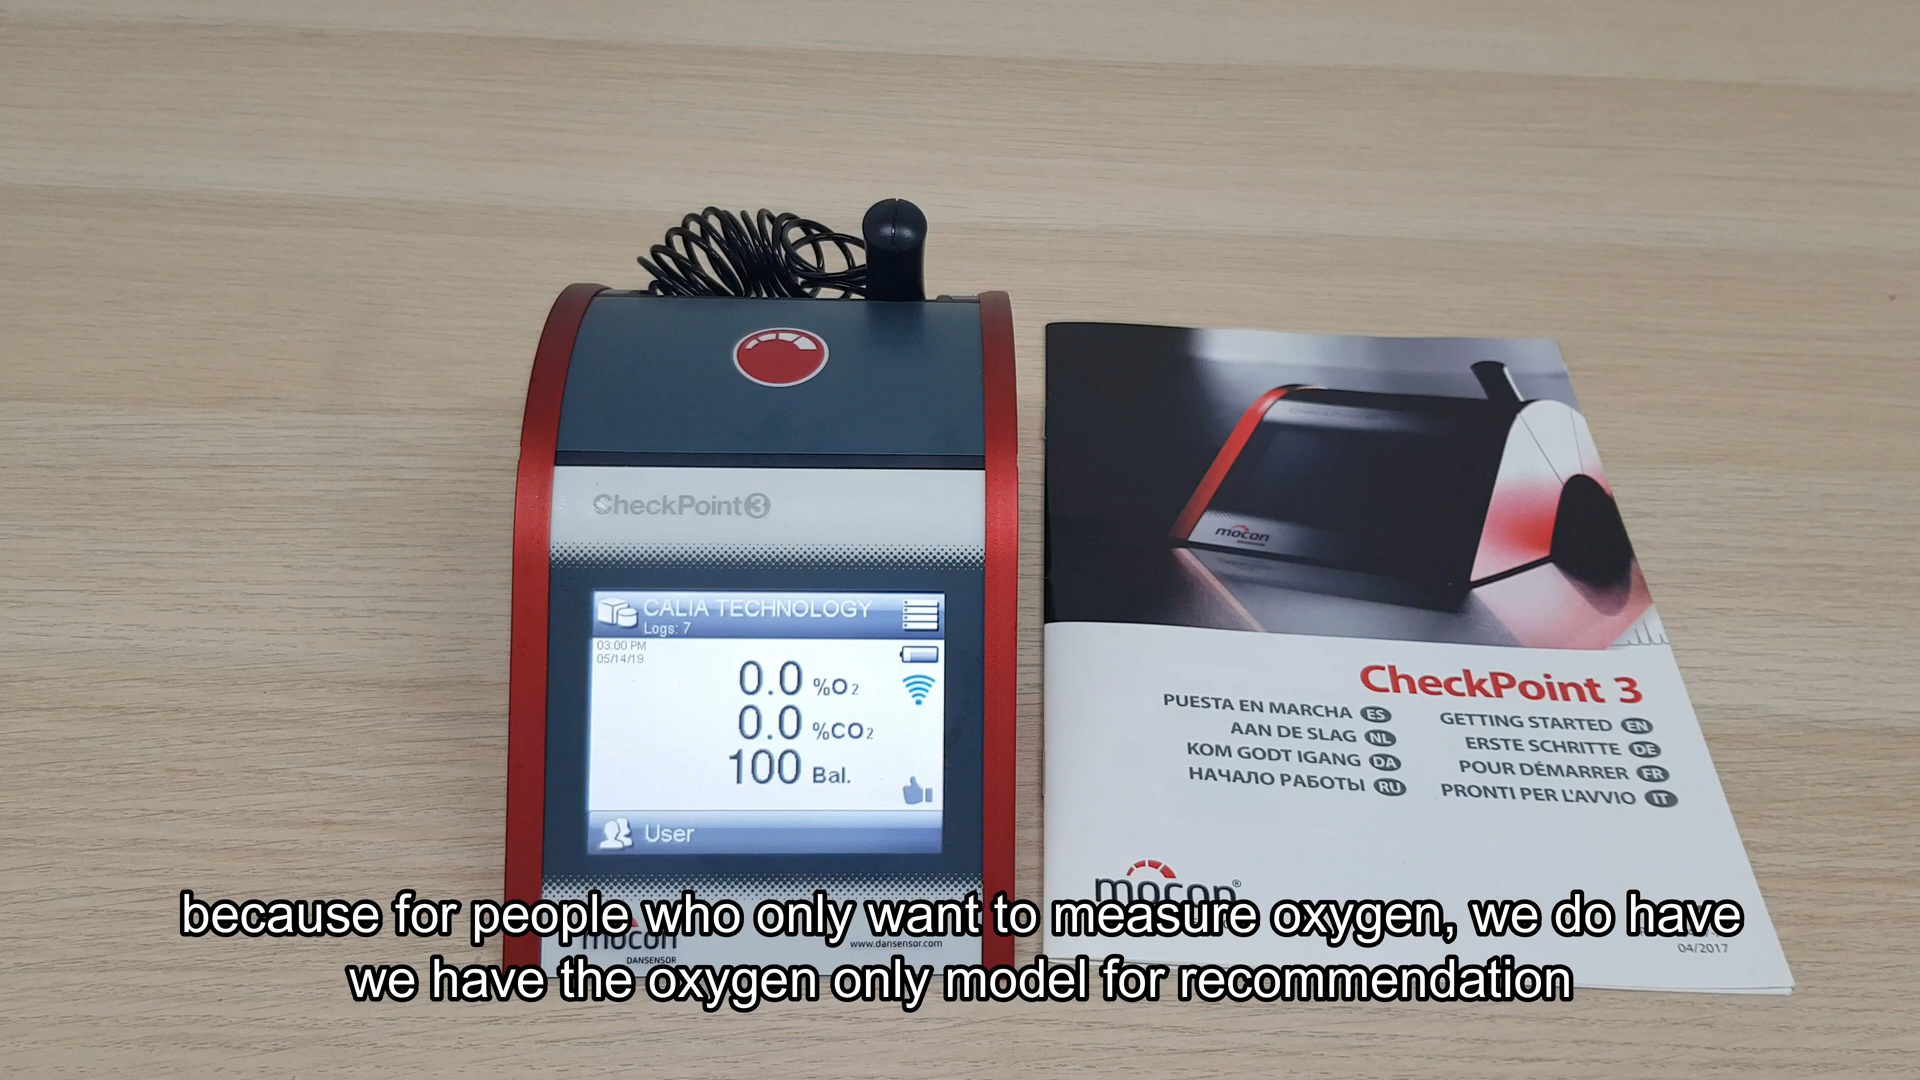 CheckPoint3
CALIA TECHNOLOGY
Logs: 7
03:00 PM
05/14/19
0.0 %O2
0.0 %CO2
100 Bal.
User
mocon
DANSENSOR
www.dansensor.com
mocon
CheckPoint 3
PUESTA EN MARCHA ES
AAN DE SLAG NL
KOM GODT IGANG DA
НАЧАЛО РАБОТЫ RU
GETTING STARTED EN
ERSTE SCHRITTE DE
POUR DÉMARRER FR
PRONTI PER L'AVVIO IT
mocon®
04/2017
because for people who only want to measure oxygen, we do have
we have the oxygen only model for recommendation